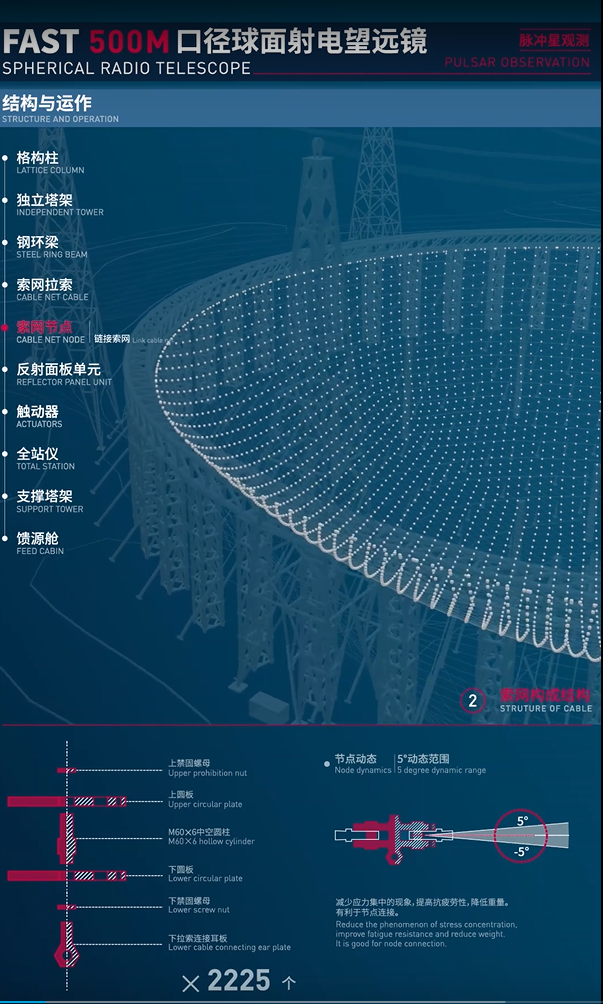 FAST 500M 口径球面射电望远镜
SPHERICAL RADIO TELESCOPE
脉冲星观测
PULSAR OBSERVATION
结构与运作
STRUCTURE AND OPERATION
格构柱
LATTICE COLUMN
独立塔架
INDEPENDENT TOWER
钢环梁
STEEL RING BEAM
索网拉索
CABLE NET CABLE
索网节点
CABLE NET NODE 链接索网 Link cable
反射面板单元
REFLECTOR PANEL UNIT
触动器
ACTUATORS
全站仪
TOTAL STATION
支撑塔架
SUPPORT TOWER
馈源舱
FEED CABIN
2 索网构成结构
STRUTURE OF CABLE
上禁固螺母
Upper prohibition nut
上圆板
Upper circular plate
M60×6中空圆柱
M60×6 hollow cylinder
下圆板
Lower circular plate
下禁固螺母
Lower screw nut
下拉索连接耳板
Lower cable connecting ear plate
× 2225 个
节点动态 5°动态范围
Node dynamics 5 degree dynamic range
5°
-5°
减少应力集中的现象,提高抗疲劳性,降低重量。
有利于节点连接。
Reduce the phenomenon of stress concentration,
improve fatigue resistance and reduce weight.
It is good for node connection.